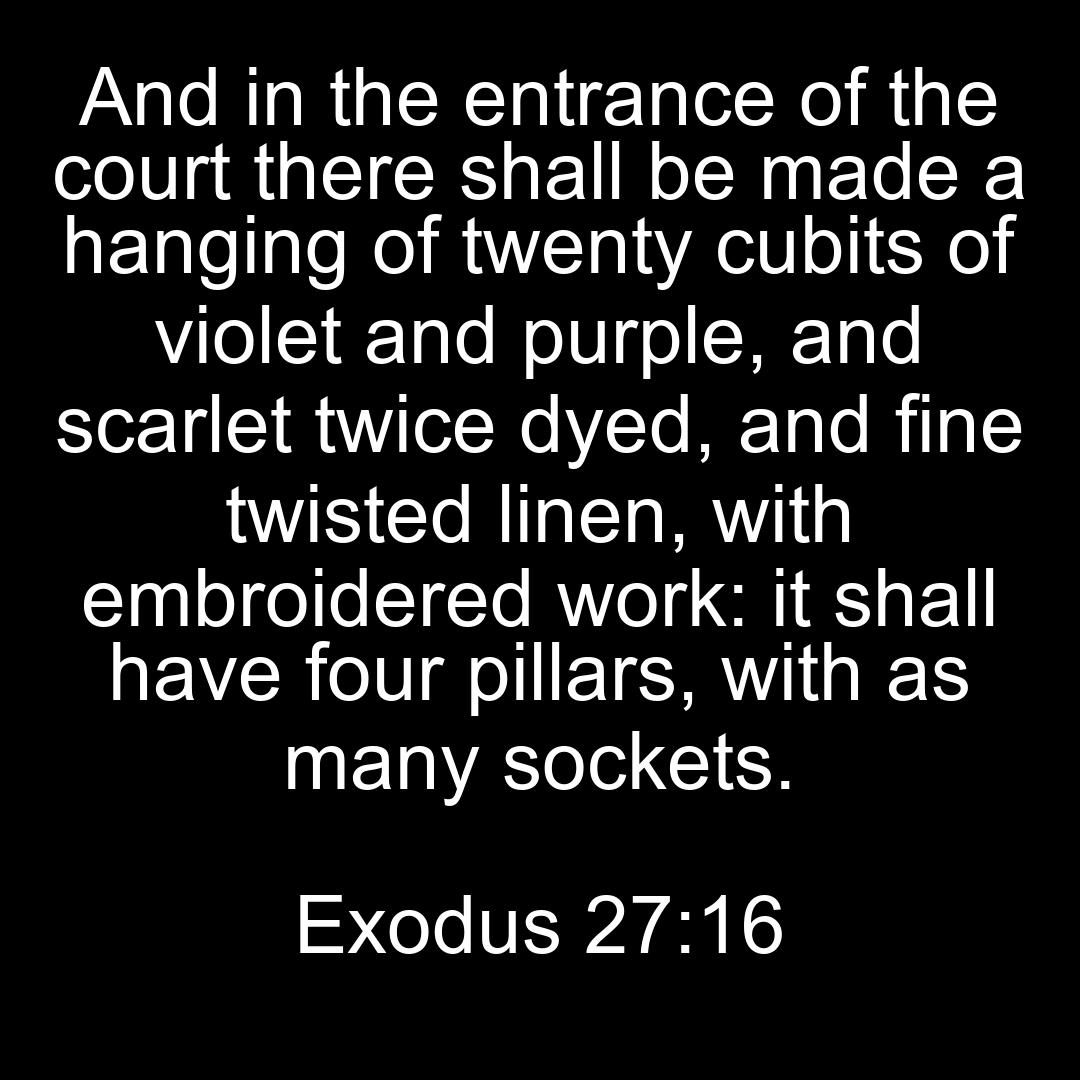 And in the entrance of the
court there shall be made a
hanging of twenty cubits of
violet and purple, and
scarlet twice dyed, and fine
twisted linen, with
embroidered work: it shall
have four pillars, with as
many sockets.
Exodus 27:16